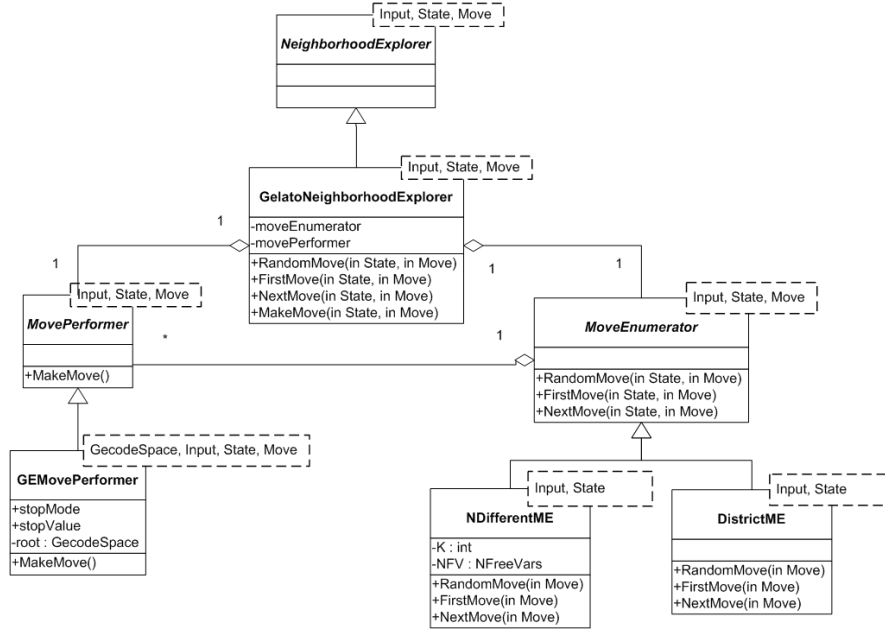 Input, State, Move
NeighborhoodExplorer
Input, State, Move
GelatoNeighborhoodExplorer
-moveEnumerator
-movePerformer
+RandomMove(in State, in Move)
+FirstMove(in State, in Move)
+NextMove(in State, in Move)
+MakeMove(in State, in Move)
1
1
1
1
Input, State, Move
MovePerformer
+MakeMove()
*
1
Input, State, Move
MoveEnumerator
+RandomMove(in State, in Move)
+FirstMove(in State, in Move)
+NextMove(in State, in Move)
GecodeSpace, Input, State, Move
GEMovePerformer
+stopMode
+stopValue
-root : GecodeSpace
+MakeMove()
Input, State
NDifferentME
-K : int
-NFV : NFreeVars
+RandomMove(in Move)
+FirstMove(in Move)
+NextMove(in Move)
Input, State
DistrictME
+RandomMove(in Move)
+FirstMove(in Move)
+NextMove(in Move)